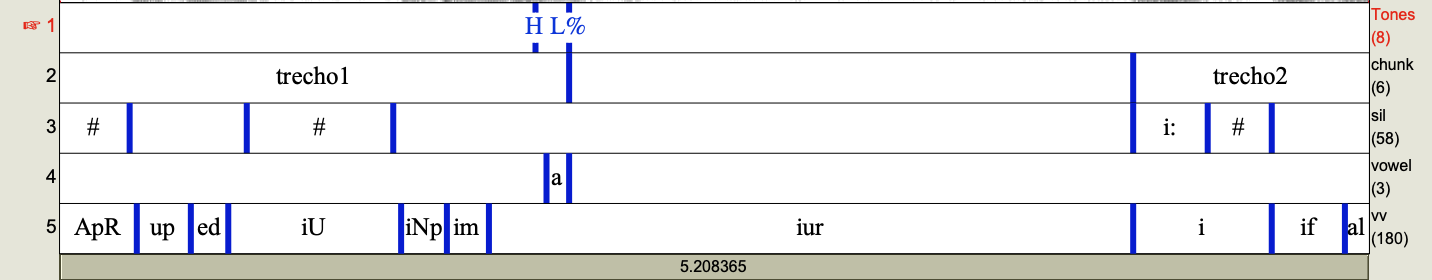 ☞ 1 H L% Tones (8)
2 trecho1 trecho2 chunk (6)
3 # # i: # sil (58)
4 a vowel (3)
5 ApR up ed iU iNp im iur i if al vv (180)
5.208365